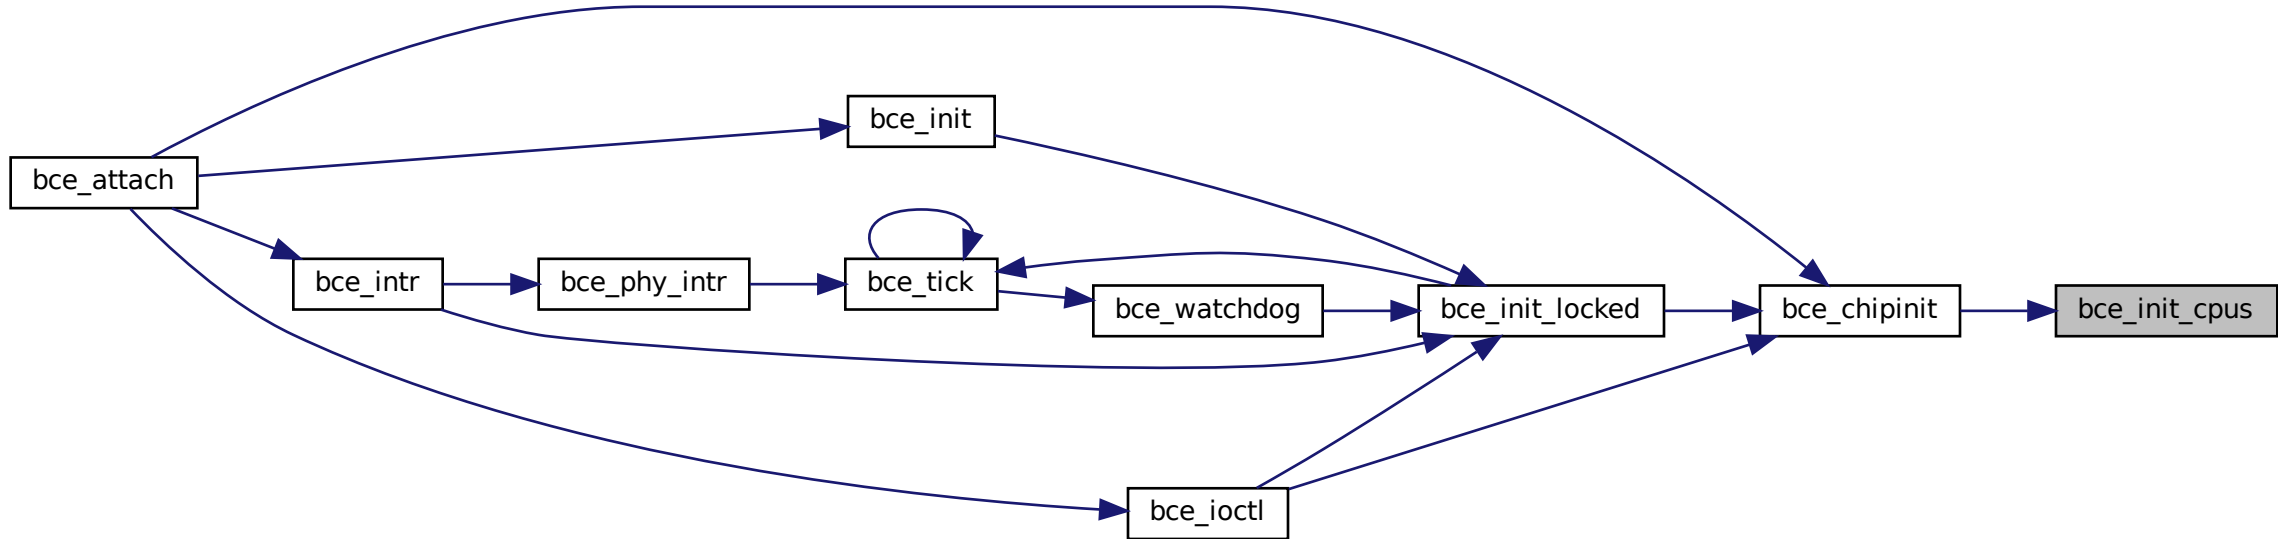 bce_init
bce_attach
bce_intr
bce_phy_intr
bce_tick
bce_watchdog
bce_init_locked
bce_chipinit
bce_init_cpus
bce_ioctl